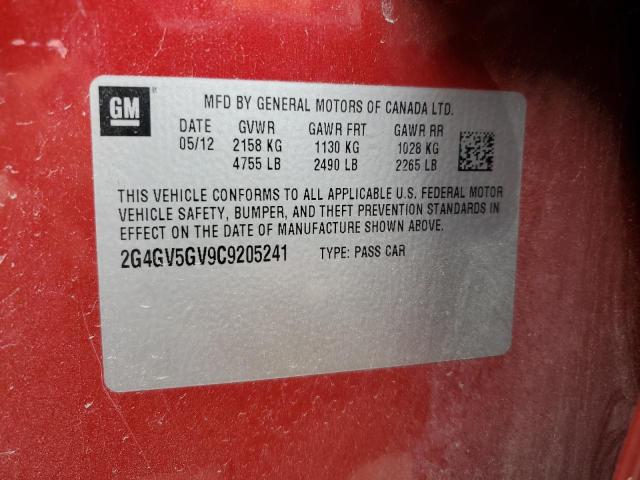 GM
MFD BY GENERAL MOTORS OF CANADA LTD.
DATE GVWR GAWR FRT GAWR RR
05/12 2158 KG 1130 KG 1028 KG
4755 LB 2490 LB 2265 LB
THIS VEHICLE CONFORMS TO ALL APPLICABLE U.S. FEDERAL MOTOR
VEHICLE SAFETY, BUMPER, AND THEFT PREVENTION STANDARDS IN
EFFECT ON THE DATE OF MANUFACTURE SHOWN ABOVE.
2G4GV5GV9C9205241 TYPE: PASS CAR